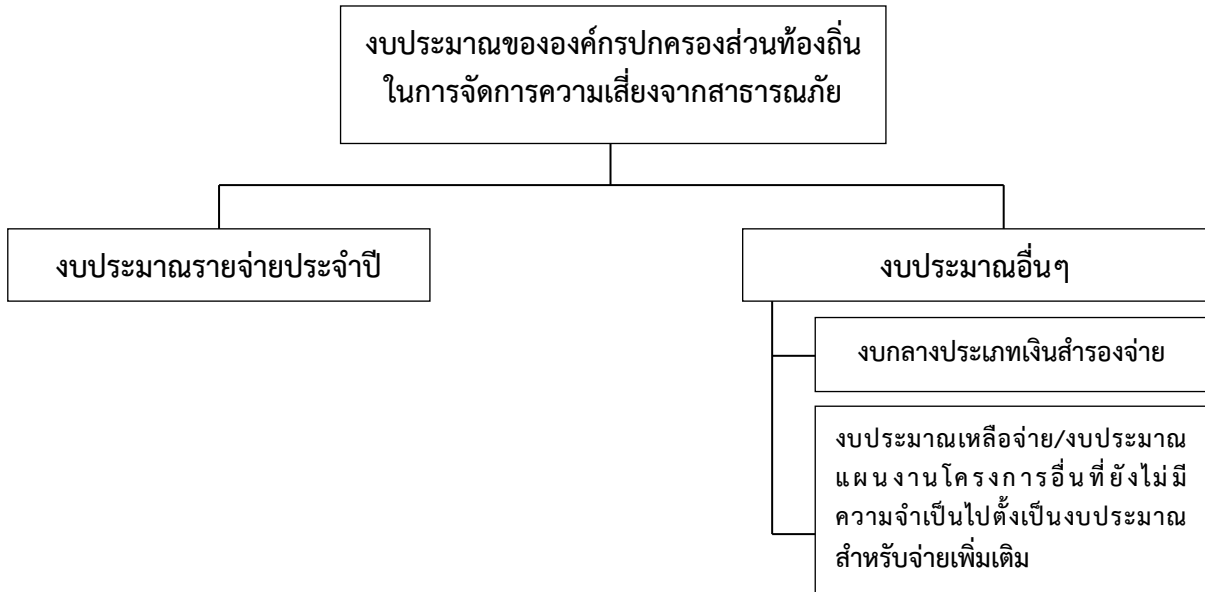 งบประมาณขององค์กรปกครองส่วนท้องถิ่น
ในการจัดการความเสี่ยงจากสาธารณภัย
งบประมาณรายจ่ายประจำปี
งบประมาณอื่นๆ
งบกลางประเภทเงินสำรองจ่าย
งบประมาณเหลือจ่าย/งบประมาณ
แผนงานโครงการอื่นที่ยังไม่มี
ความจำเป็นไปตั้งเป็นงบประมาณ
สำหรับจ่ายเพิ่มเติม